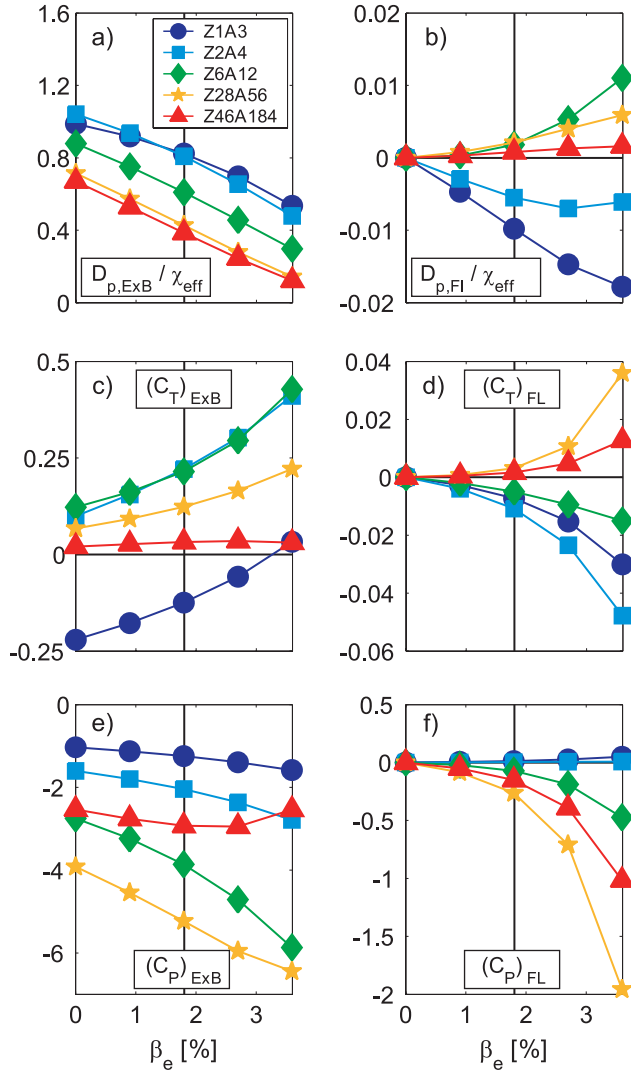 a)
1.6
1.2
0.8
0.4
0
Z1A3
Z2A4
Z6A12
Z28A56
Z46A184
D_p,ExB / χ_eff
b)
0.01
0
-0.01
-0.02
D_p,Fl / χ_eff
c)
(C_T)_ExB
0.5
0.25
0
-0.25
d)
(C_T)_FL
0.04
0.02
0
-0.02
-0.04
-0.06
e)
0
-2
-4
-6
(C_P)_ExB
0 1 2 3
β_e [%]
f)
0.5
0
-0.5
-1
-1.5
-2
(C_P)_FL
0 1 2 3
β_e [%]